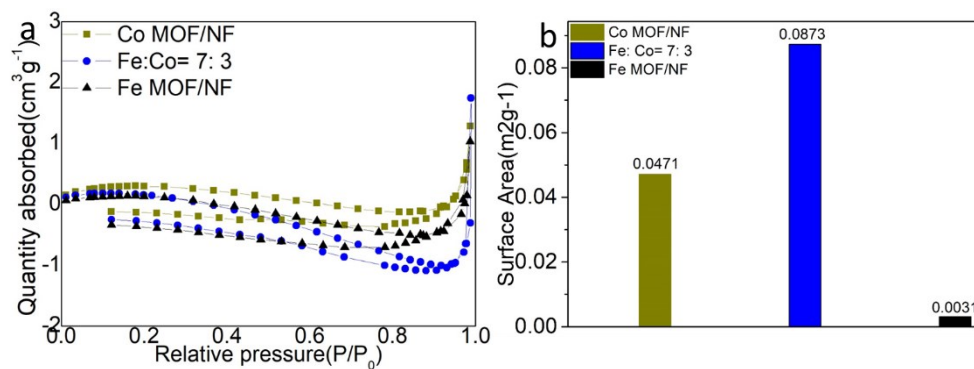 a
Co MOF/NF
Fe:Co= 7: 3
Fe MOF/NF
Quantity absorbed(cm³g⁻¹)
3
2
1
0
-1
-2
0.0 0.2 0.4 0.6 0.8 1.0
Relative pressure(P/P₀)
b
Co MOF/NF
Fe: Co= 7: 3
Fe MOF/NF
Surface Area(m2g-1)
0.08
0.06
0.04
0.02
0.00
0.0471
0.0873
0.0031